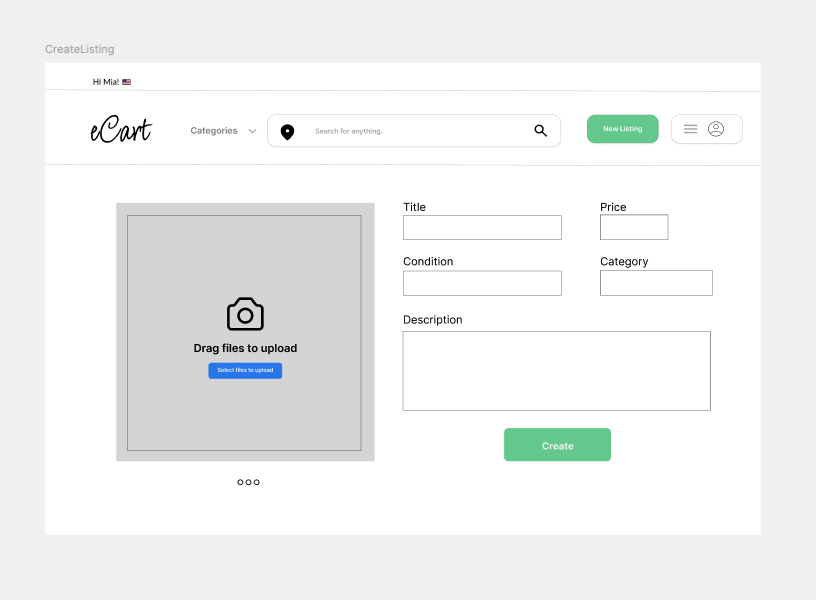 CreateListing
Hi Mia! 🇺🇸
eCart
Categories
Search for anything.
New Listing
Title
Price
Condition
Category
Description
Drag files to upload
Select files to upload
Create